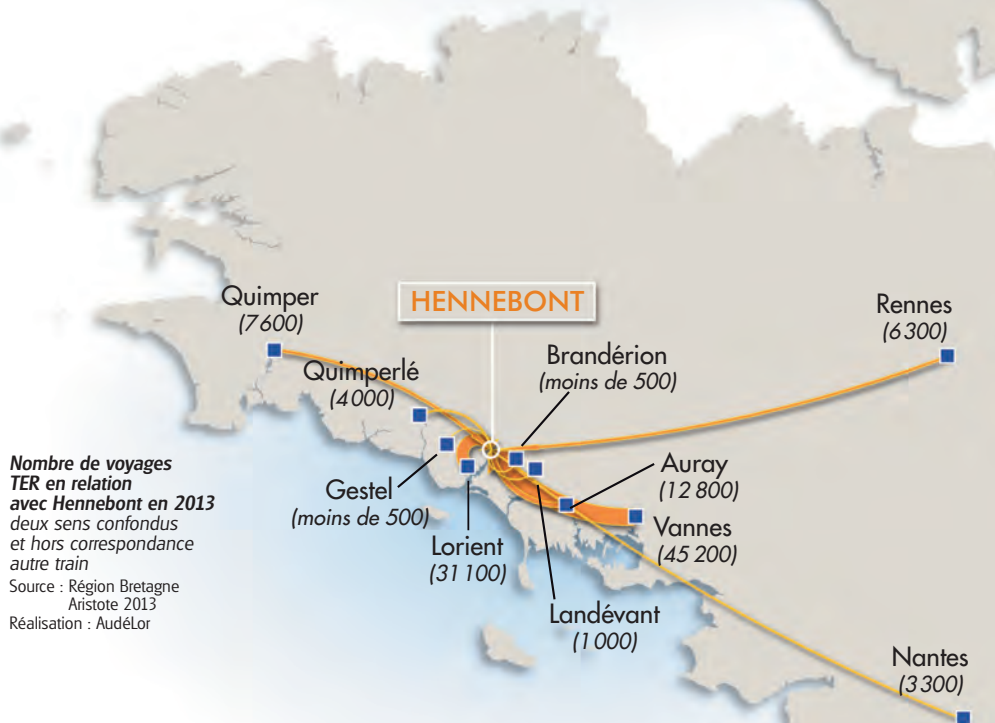 HENNEBONT
Quimper
(7600)
Rennes
(6300)
Quimperlé
(4000)
Brandérion
(moins de 500)
Gestel
(moins de 500)
Auray
(12 800)
Lorient
(31 100)
Vannes
(45 200)
Landévant
(1 000)
Nantes
(3 300)
Nombre de voyages
TER en relation
avec Hennebont en 2013
deux sens confondus
et hors correspondance
autre train
Source : Région Bretagne
Aristote 2013
Réalisation : AudéLor